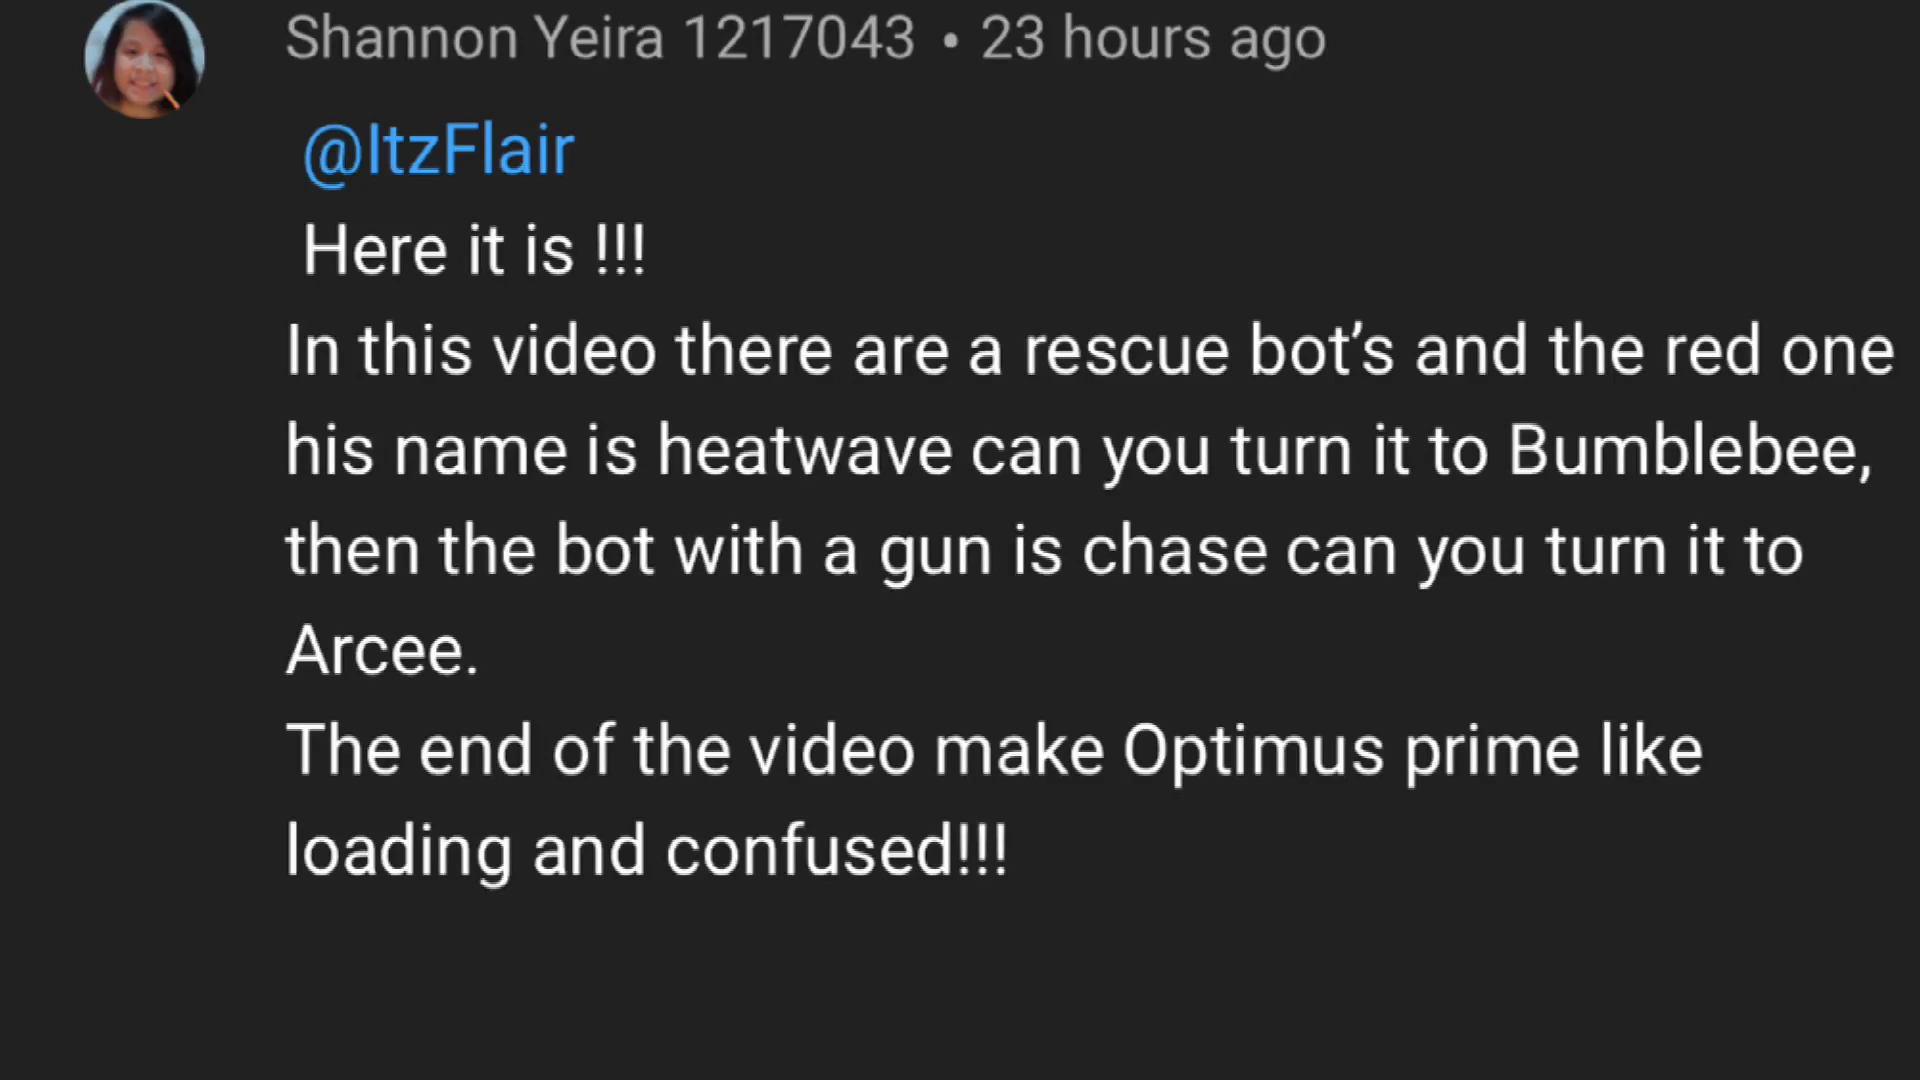 Shannon Yeira 1217043 • 23 hours ago
@ItzFlair
Here it is !!!
In this video there are a rescue bot’s and the red one
his name is heatwave can you turn it to Bumblebee,
then the bot with a gun is chase can you turn it to
Arcee.
The end of the video make Optimus prime like
loading and confused!!!